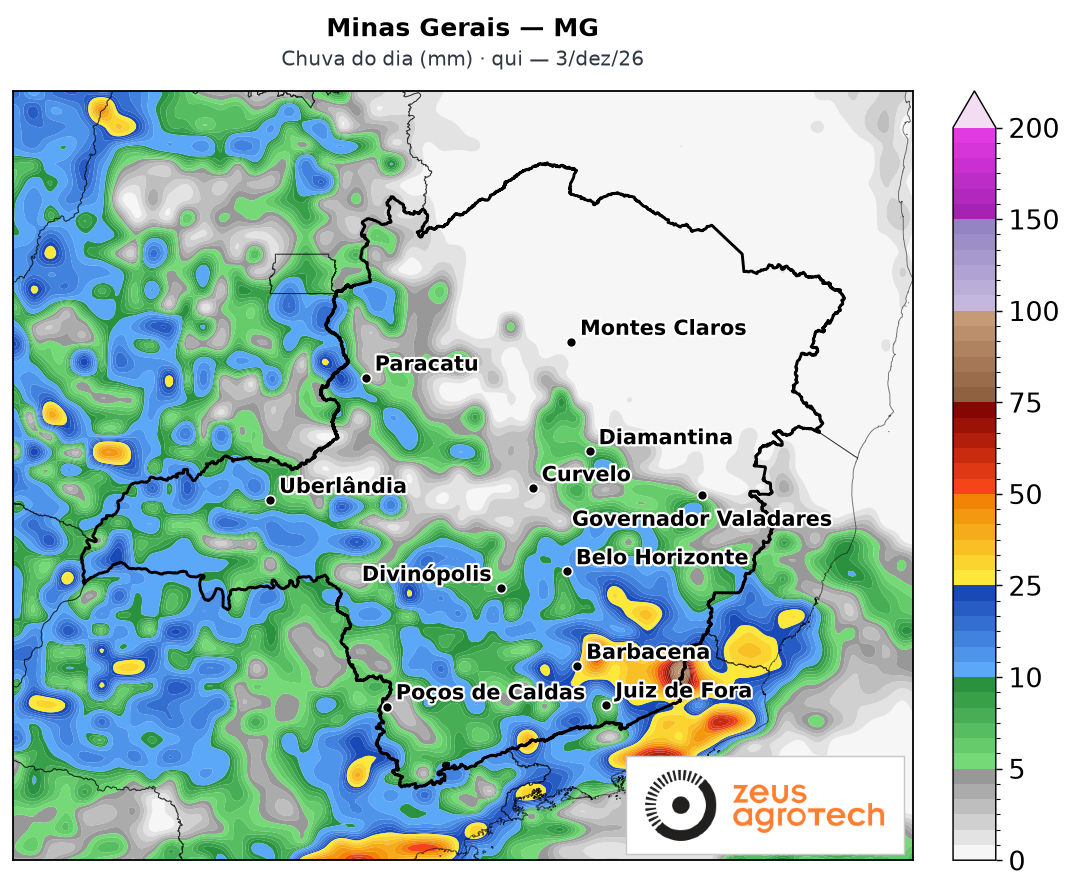 Minas Gerais — MG
Chuva do dia (mm) · qui — 3/dez/26
Montes Claros
Paracatu
Diamantina
Curvelo
Uberlândia
Governador Valadares
Belo Horizonte
Divinópolis
Barbacena
Poços de Caldas
Juiz de Fora
zeus
agrotech
200
150
100
75
50
25
10
5
0